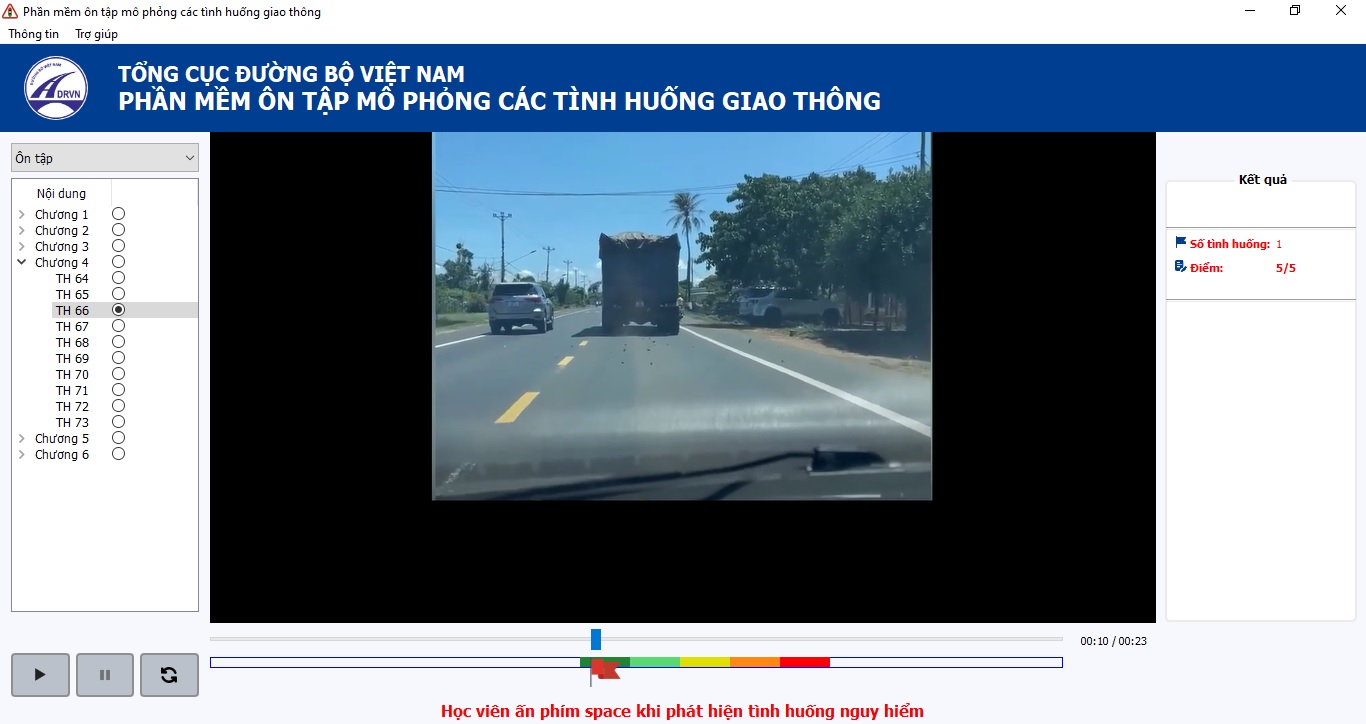 Phần mềm ôn tập mô phỏng các tình huống giao thông
Thông tin Trợ giúp
ĐƯỜNG BỘ VIỆT NAM
DRVN
TỔNG CỤC ĐƯỜNG BỘ VIỆT NAM
PHẦN MỀM ÔN TẬP MÔ PHỎNG CÁC TÌNH HUỐNG GIAO THÔNG
Ôn tập
Nội dung
Chương 1
Chương 2
Chương 3
Chương 4
TH 64
TH 65
TH 66
TH 67
TH 68
TH 69
TH 70
TH 71
TH 72
TH 73
Chương 5
Chương 6
Kết quả
Số tình huống: 1
Điểm: 5/5
00:10 / 00:23
Học viên ấn phím space khi phát hiện tình huống nguy hiểm